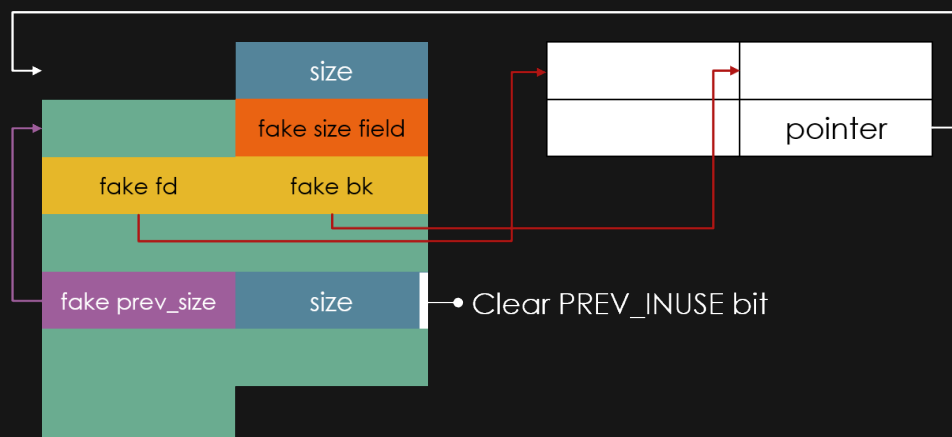 size
fake size field
pointer
fake fd
fake bk
fake prev_size
size
Clear PREV_INUSE bit